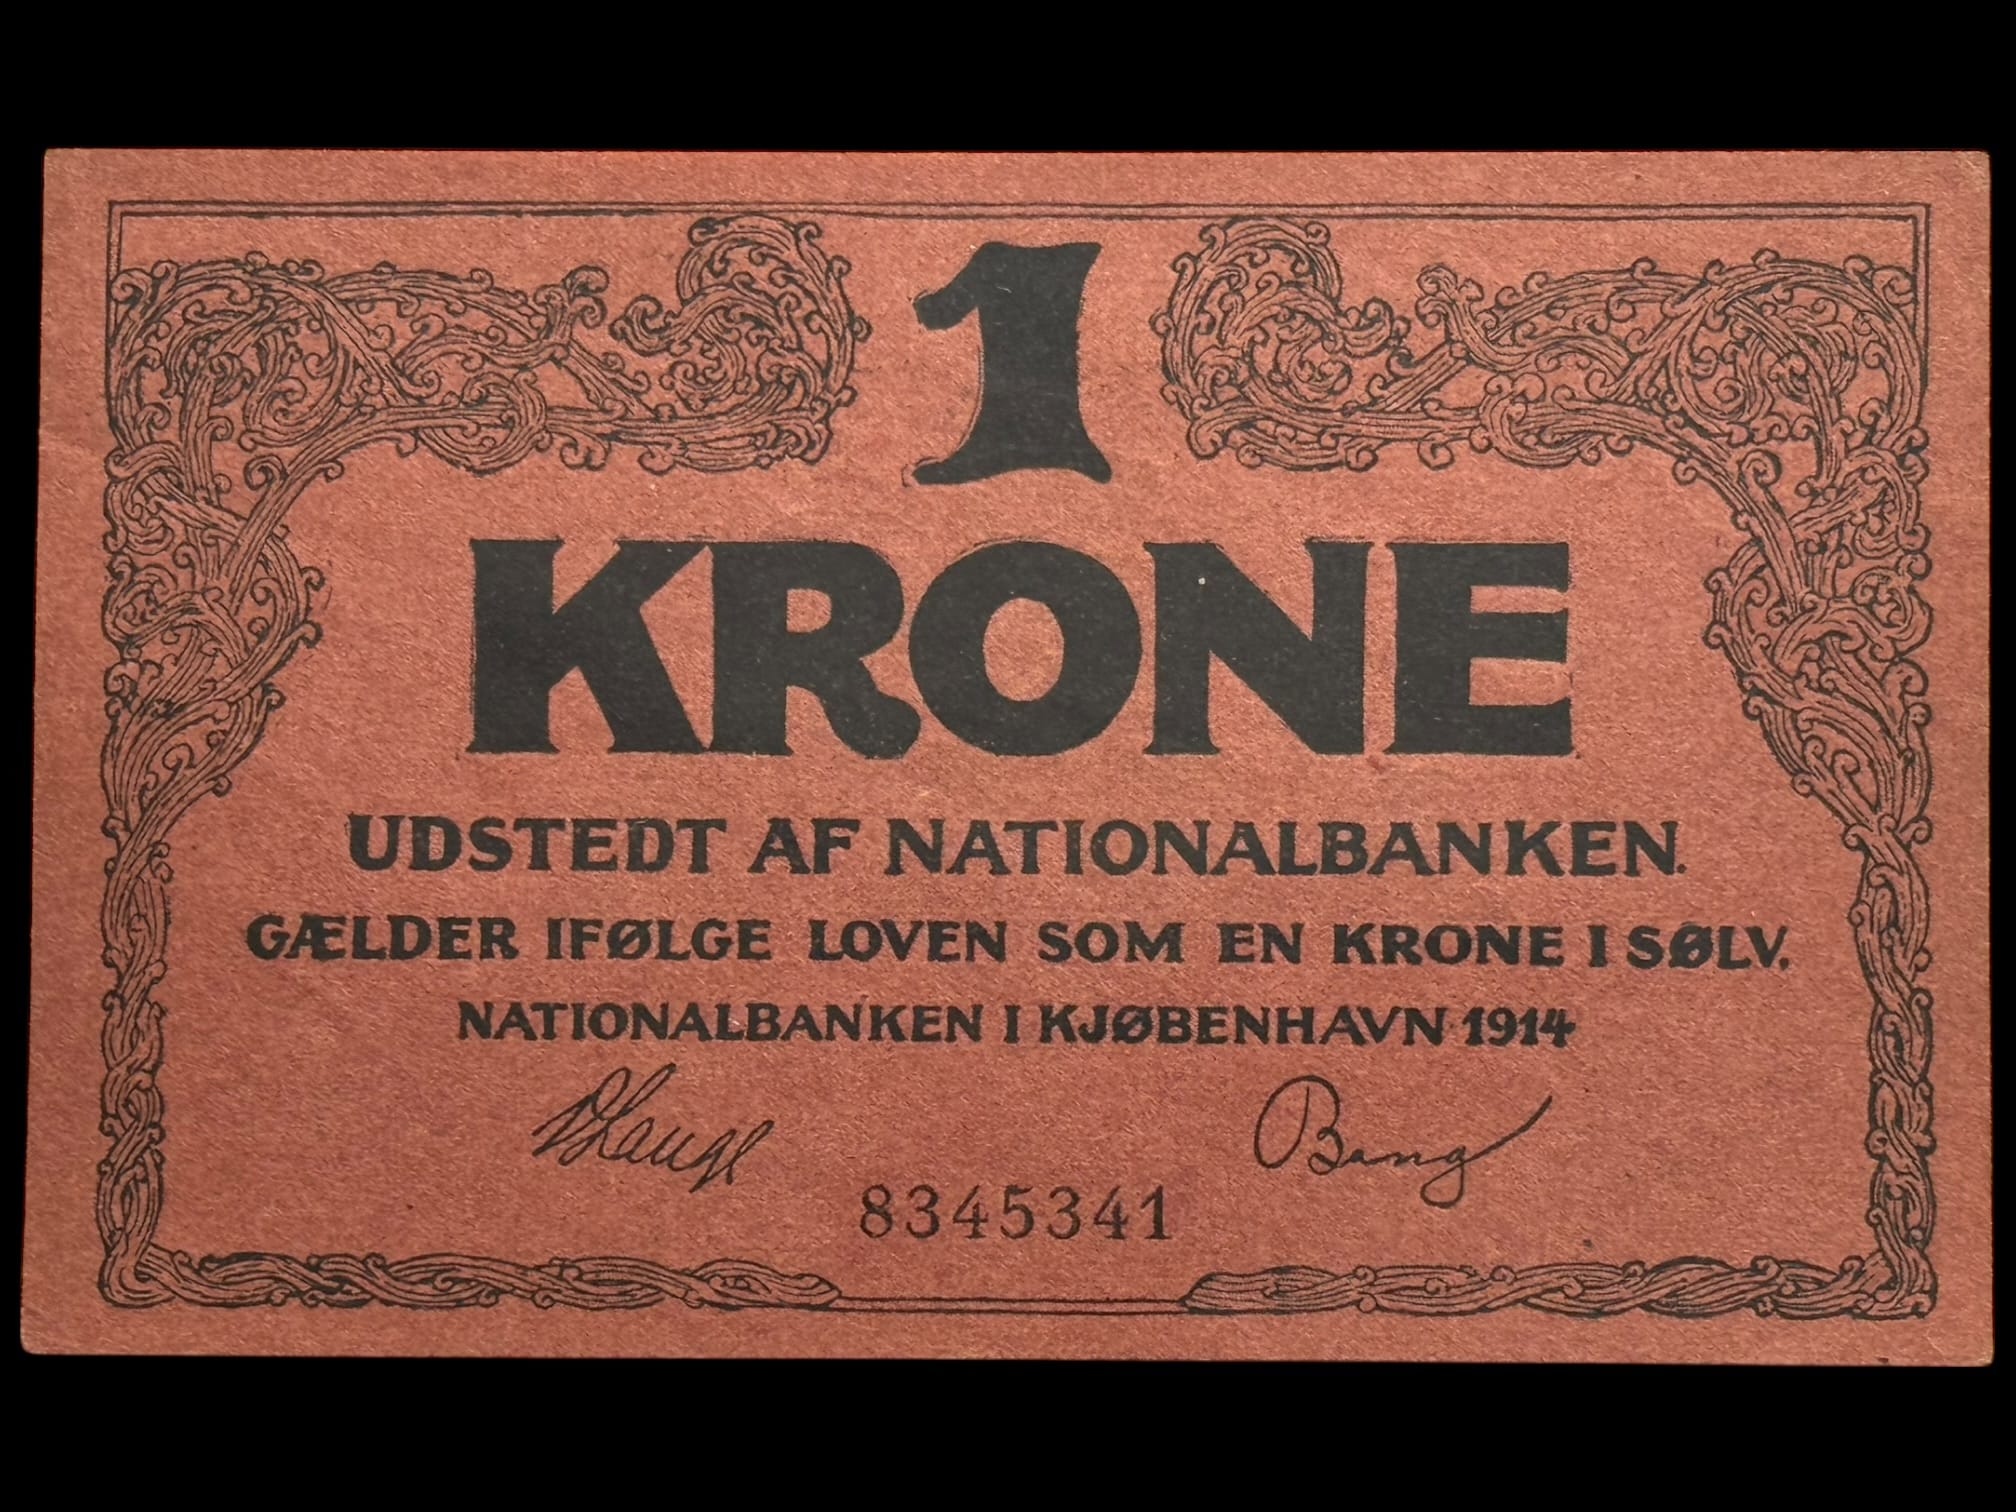 1
KRONE
UDSTEDT AF NATIONALBANKEN.
GÆLDER IFØLGE LOVEN SOM EN KRONE I SØLV.
NATIONALBANKEN I KJØBENHAVN 1914
Bang
8345341